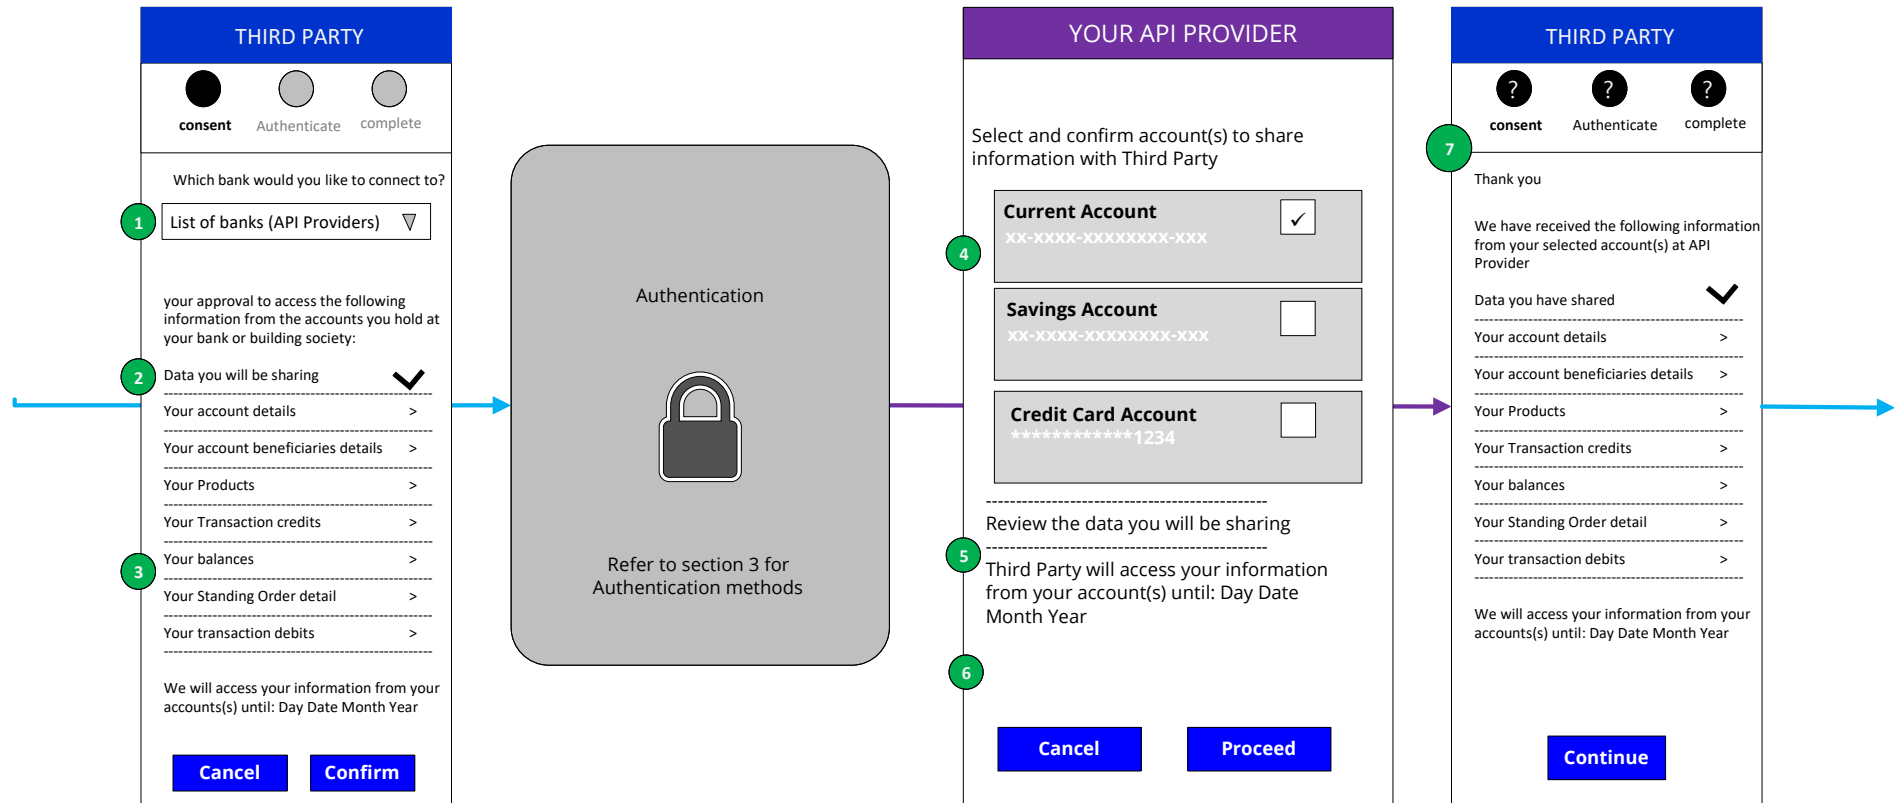 THIRD PARTY
consent
Authenticate
complete
Which bank would you like to connect to?
1
List of banks (API Providers)
your approval to access the following
information from the accounts you hold at
your bank or building society:
2
Data you will be sharing
Your account details >
Your account beneficiaries details >
Your Products >
Your Transaction credits >
3
Your balances >
Your Standing Order detail >
Your transaction debits >
We will access your information from your
accounts(s) until: Day Date Month Year
Cancel
Confirm
Authentication
Refer to section 3 for
Authentication methods
YOUR API PROVIDER
Select and confirm account(s) to share
information with Third Party
4
Current Account
xx-xxxx-xxxxxxxx-xxx
✓
Savings Account
xx-xxxx-xxxxxxxx-xxx
Credit Card Account
************1234
Review the data you will be sharing
5
Third Party will access your information
from your account(s) until: Day Date
Month Year
6
Cancel
Proceed
THIRD PARTY
? ? ?
consent
Authenticate
complete
7
Thank you
We have received the following information
from your selected account(s) at API
Provider
Data you have shared
Your account details >
Your account beneficiaries details >
Your Products >
Your Transaction credits >
Your balances >
Your Standing Order detail >
Your transaction debits >
We will access your information from your
accounts(s) until: Day Date Month Year
Continue